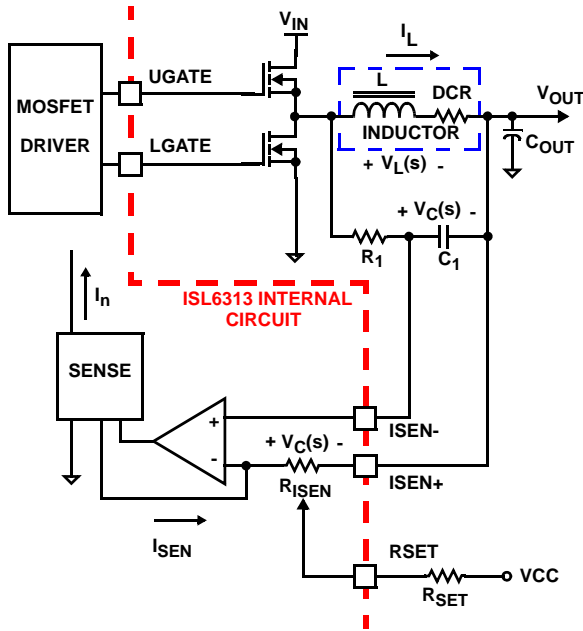 VIN
IL
UGATE
L
DCR
VOUT
MOSFET
DRIVER
LGATE
INDUCTOR
COUT
+ VL(s) -
+ VC(s) -
R1
C1
In
ISL6313 INTERNAL
CIRCUIT
SENSE
+
ISEN-
+ VC(s) -
-
RISEN
ISEN+
ISEN
RSET
VCC
RSET